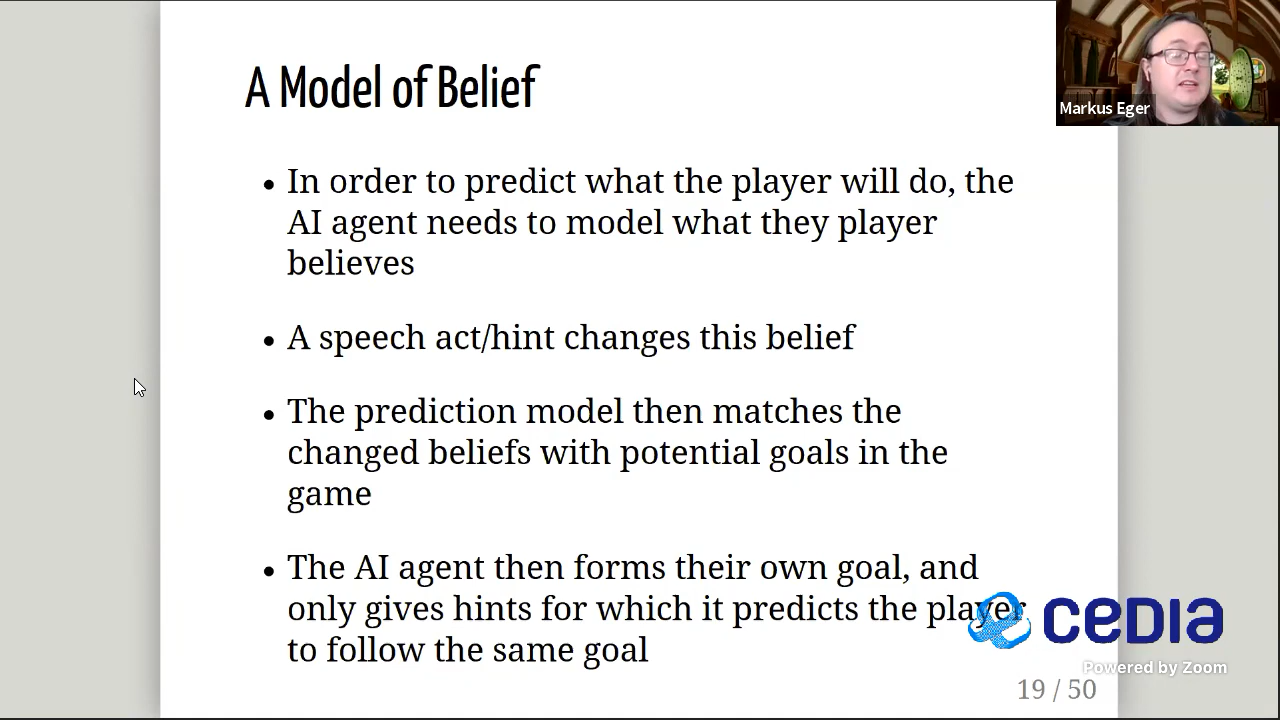 A Model of Belief
Markus Eger
In order to predict what the player will do, the
AI agent needs to model what they player
believes
A speech act/hint changes this belief
The prediction model then matches the
changed beliefs with potential goals in the
game
The AI agent then forms their own goal, and
only gives hints for which it predicts the player
to follow the same goal
cedia
Powered by Zoom
19 / 50